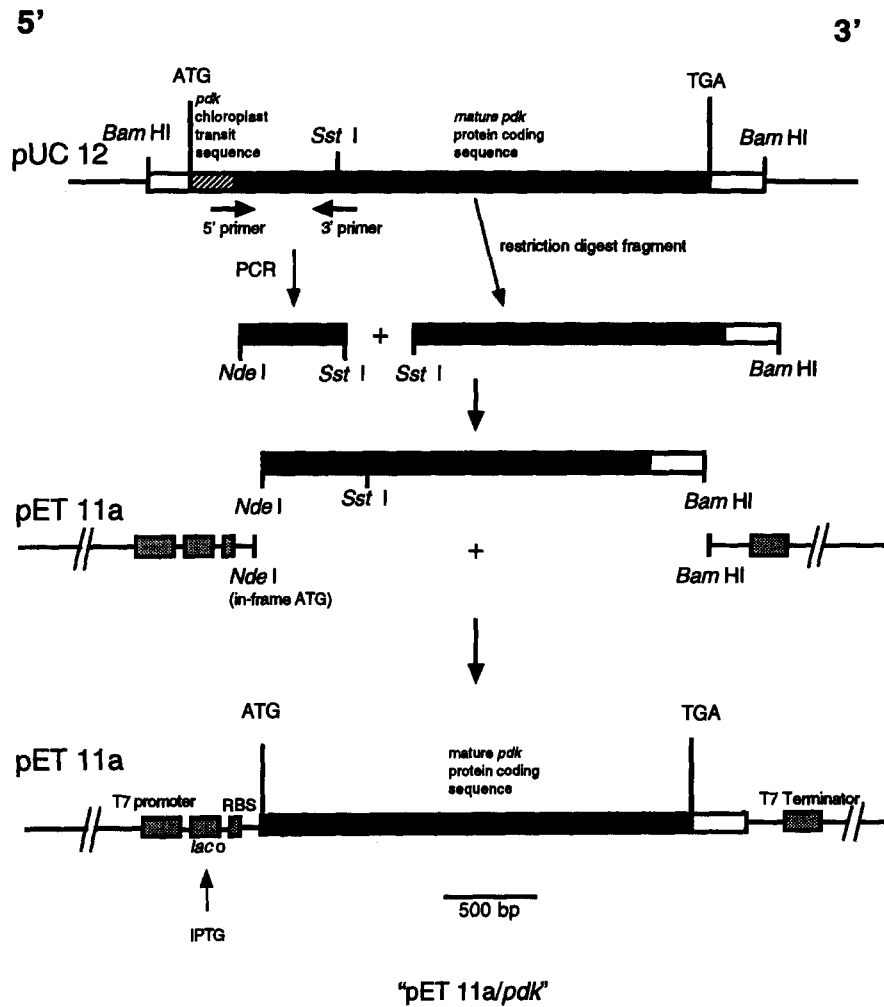 5’
3’
ATG
TGA
pdk
chloroplast
transit
sequence
mature pdk
protein coding
sequence
Sst I
Bam HI
Bam HI
pUC 12
5' primer
3' primer
restriction digest fragment
PCR
+
Nde I
Sst I
Sst I
Bam HI
Nde I
Sst I
Bam HI
pET 11a
+
Nde I
(in-frame ATG)
Bam HI
ATG
TGA
mature pdk
protein coding
sequence
pET 11a
T7 promoter
RBS
T7 Terminator
lac o
500 bp
IPTG
“pET 11a/pdk”